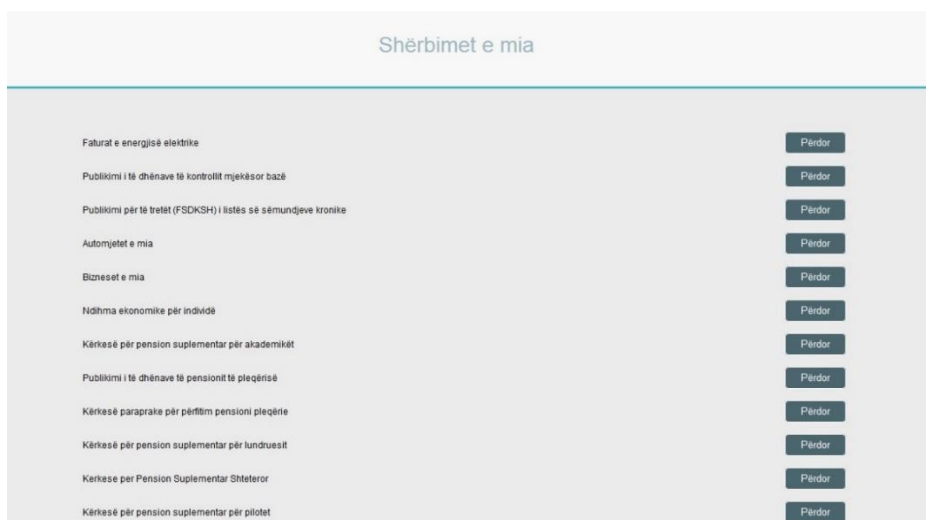 Shërbimet e mia
Faturat e energjisë elektrike Përdor
Publikimi i të dhënave të kontrollit mjekësor bazë Përdor
Publikimi për të tretët (FSDKSH) i listës së sëmundjeve kronike Përdor
Automjetet e mia Përdor
Bizneset e mia Përdor
Ndihma ekonomike për individë Përdor
Kërkesë për pension suplementar për akademikët Përdor
Publikimi i të dhënave të pensionit të pleqërisë Përdor
Kërkesë paraprake për përfitim pensioni pleqërie Përdor
Kërkesë për pension suplementar për lundruesit Përdor
Kerkese per Pension Suplementar Shteteror Përdor
Kërkesë për pension suplementar për pilotet Përdor